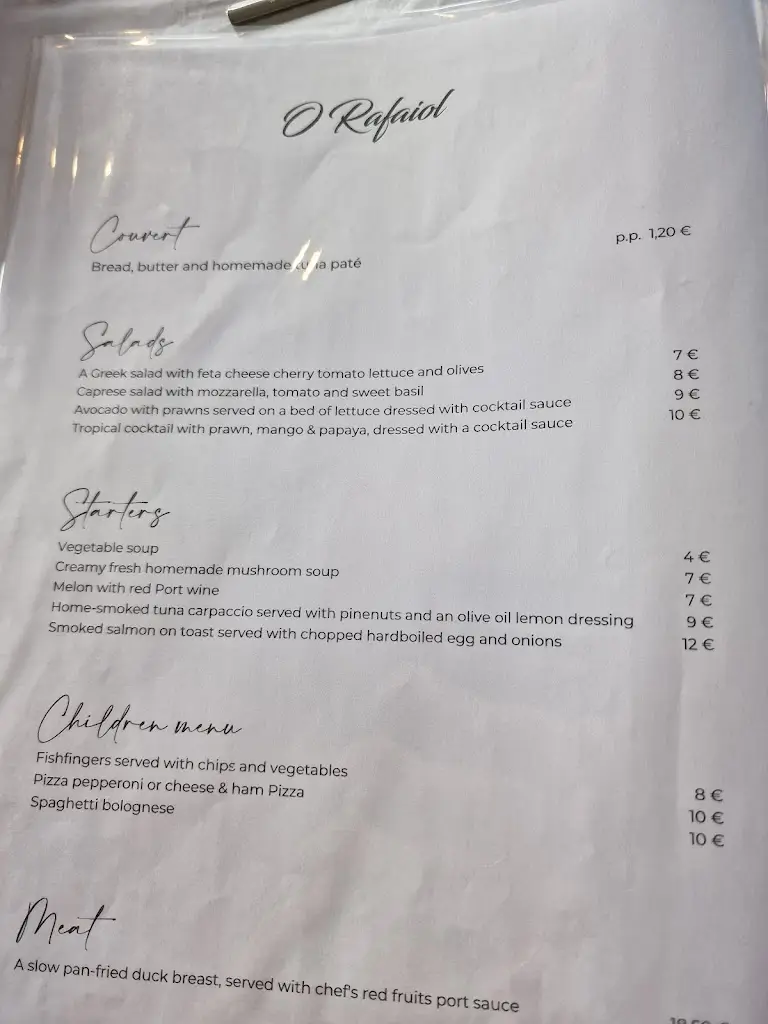 O Rafaiol
Couvert
p.p. 1,20 €
Bread, butter and homemade tuna paté
Salads
A Greek salad with feta cheese cherry tomato lettuce and olives 7 €
Caprese salad with mozzarella, tomato and sweet basil 8 €
Avocado with prawns served on a bed of lettuce dressed with cocktail sauce 9 €
Tropical cocktail with prawn, mango & papaya, dressed with a cocktail sauce 10 €
Starters
Vegetable soup 4 €
Creamy fresh homemade mushroom soup 7 €
Melon with red Port wine 7 €
Home-smoked tuna carpaccio served with pinenuts and an olive oil lemon dressing 9 €
Smoked salmon on toast served with chopped hardboiled egg and onions 12 €
Children menu
Fishfingers served with chips and vegetables 8 €
Pizza pepperoni or cheese & ham Pizza 10 €
Spaghetti bolognese 10 €
Meat
A slow pan-fried duck breast, served with chef's red fruits port sauce